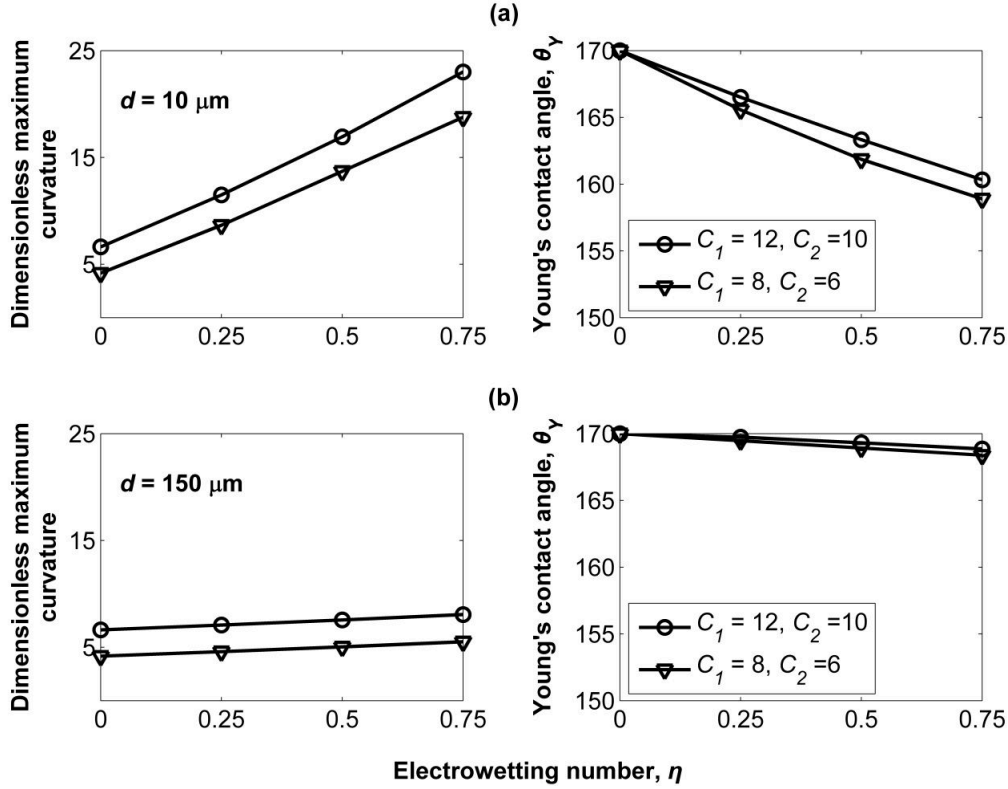 (a)
Dimensionless maximum
curvature
25
15
5
d = 10 μm
0 0.25 0.5 0.75
Young's contact angle, θY
170
165
160
155
150
C1 = 12, C2 =10
C1 = 8, C2 =6
0 0.25 0.5 0.75
(b)
Dimensionless maximum
curvature
25
15
5
d = 150 μm
0 0.25 0.5 0.75
Young's contact angle, θY
170
165
160
155
150
C1 = 12, C2 =10
C1 = 8, C2 =6
0 0.25 0.5 0.75
Electrowetting number, η